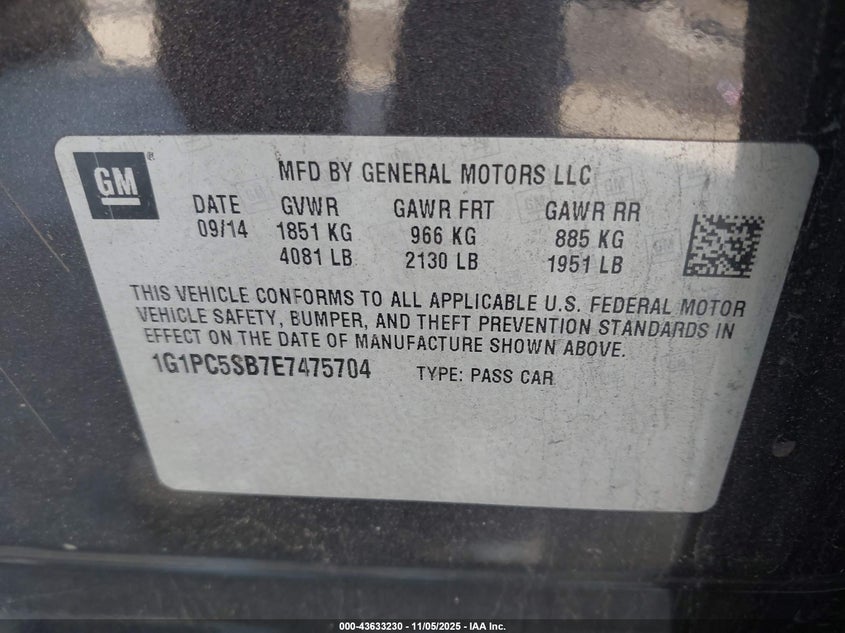 GM
MFD BY GENERAL MOTORS LLC
DATE GVWR GAWR FRT GAWR RR
09/14 1851 KG 966 KG 885 KG
4081 LB 2130 LB 1951 LB
THIS VEHICLE CONFORMS TO ALL APPLICABLE U.S. FEDERAL MOTOR
VEHICLE SAFETY, BUMPER, AND THEFT PREVENTION STANDARDS IN
EFFECT ON THE DATE OF MANUFACTURE SHOWN ABOVE.
1G1PC5SB7E7475704 TYPE: PASS CAR
000-43633230 - 11/05/2025 - IAA Inc.